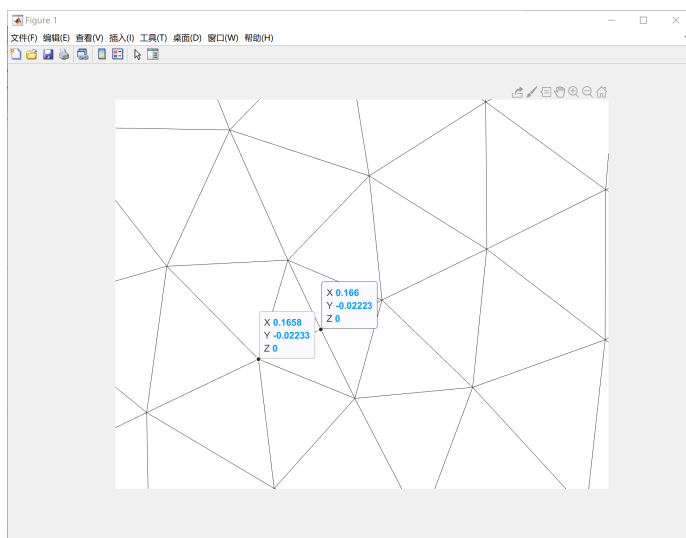 Figure 1
文件(F) 编辑(E) 查看(V) 插入(I) 工具(T) 桌面(D) 窗口(W) 帮助(H)
X 0.166
Y -0.02223
Z 0
X 0.1658
Y -0.02233
Z 0